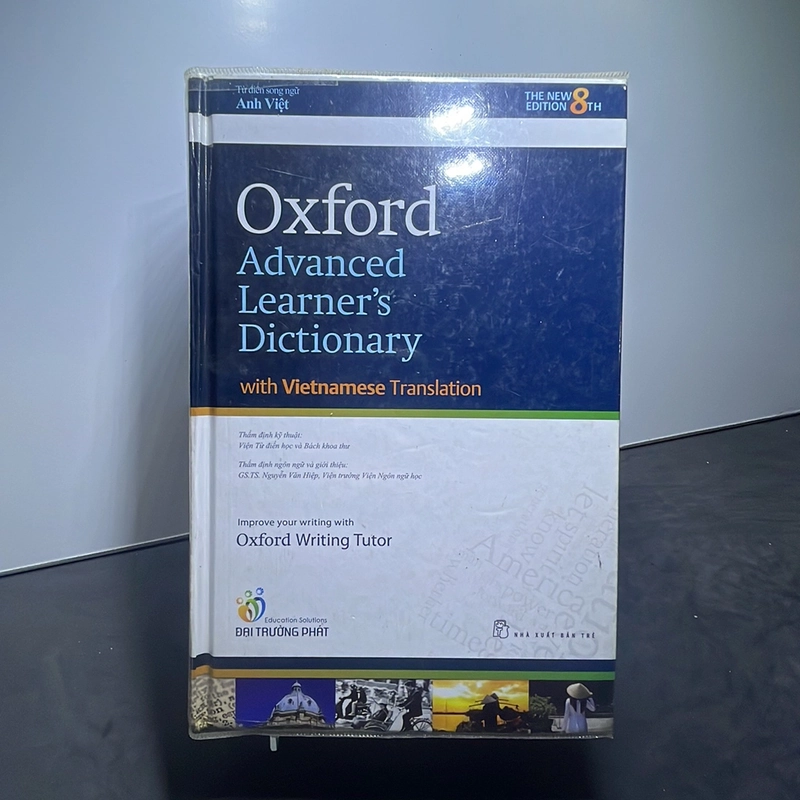 Từ điển song ngữ
Anh Việt
THE NEW 8TH
EDITION
Oxford
Advanced
Learner's
Dictionary
with Vietnamese Translation
Thẩm định kỹ thuật:
Viện Từ điển học và Bách khoa thư
Thẩm định ngôn ngữ và giới thiệu:
GS.TS. Nguyễn Văn Hiệp, Viện trưởng Viện Ngôn ngữ học
Improve your writing with
Oxford Writing Tutor
Education Solutions
ĐẠI TRƯỜNG PHÁT
NHÀ XUẤT BẢN TRẺ
America